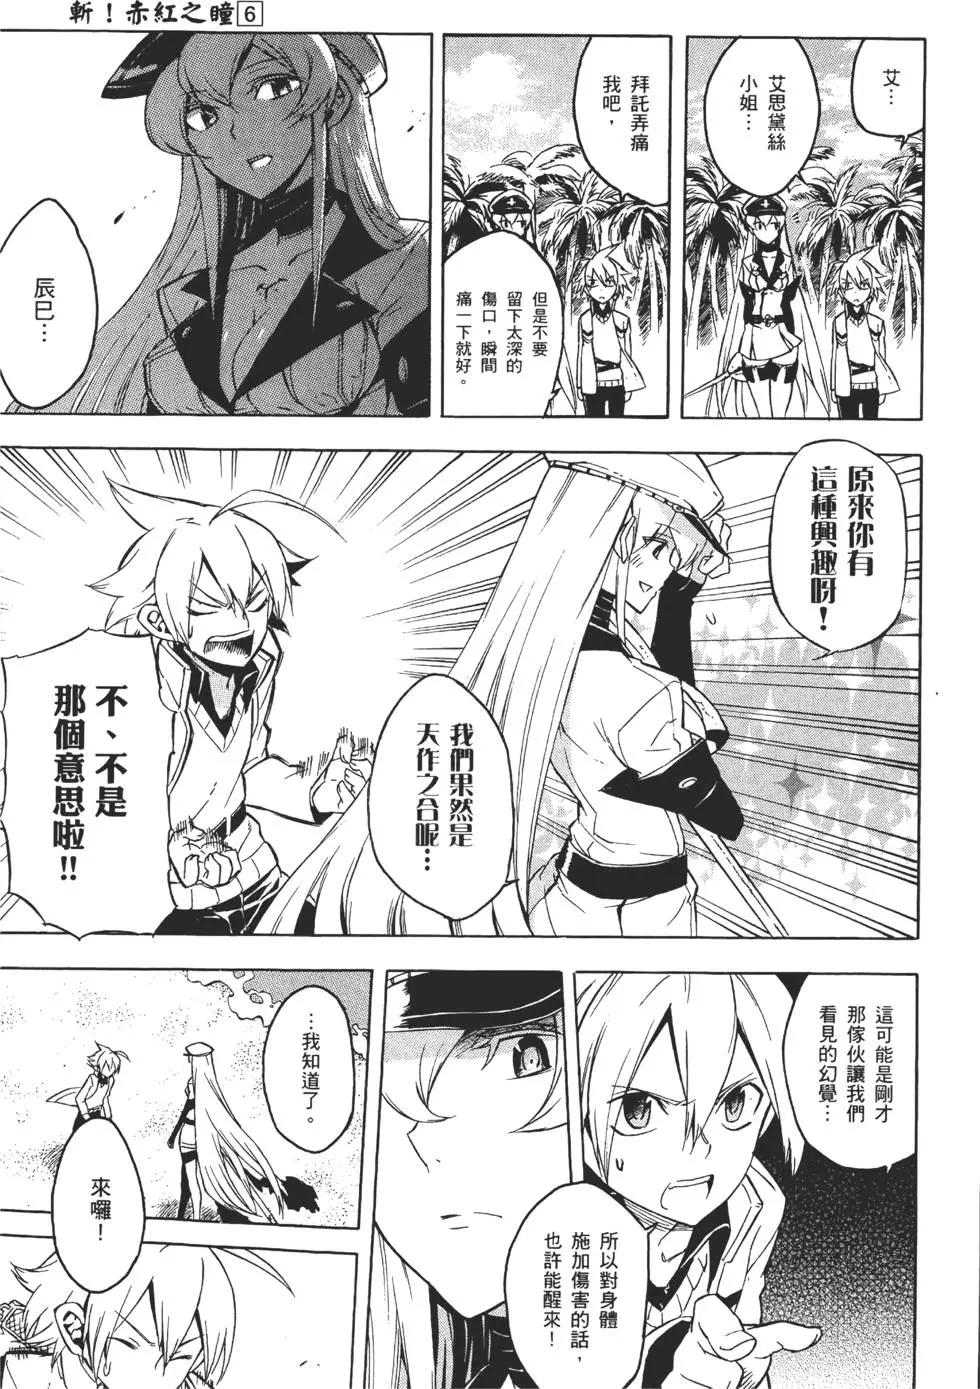 斬！赤紅之瞳 6
艾…
艾思黛絲
小姐…
拜託弄痛
我吧，
但是不要
留下太深的
傷口，瞬間
痛一下就好。
辰巳…
原來你有
這種興趣呀！
我們果然是
天作之合呢…
不、不是
那個意思啦!!
這可能是剛才
那傢伙讓我們
看見的幻覺…
所以對身體
施加傷害的話，
也許能醒來！
…我知道了。
來囉！